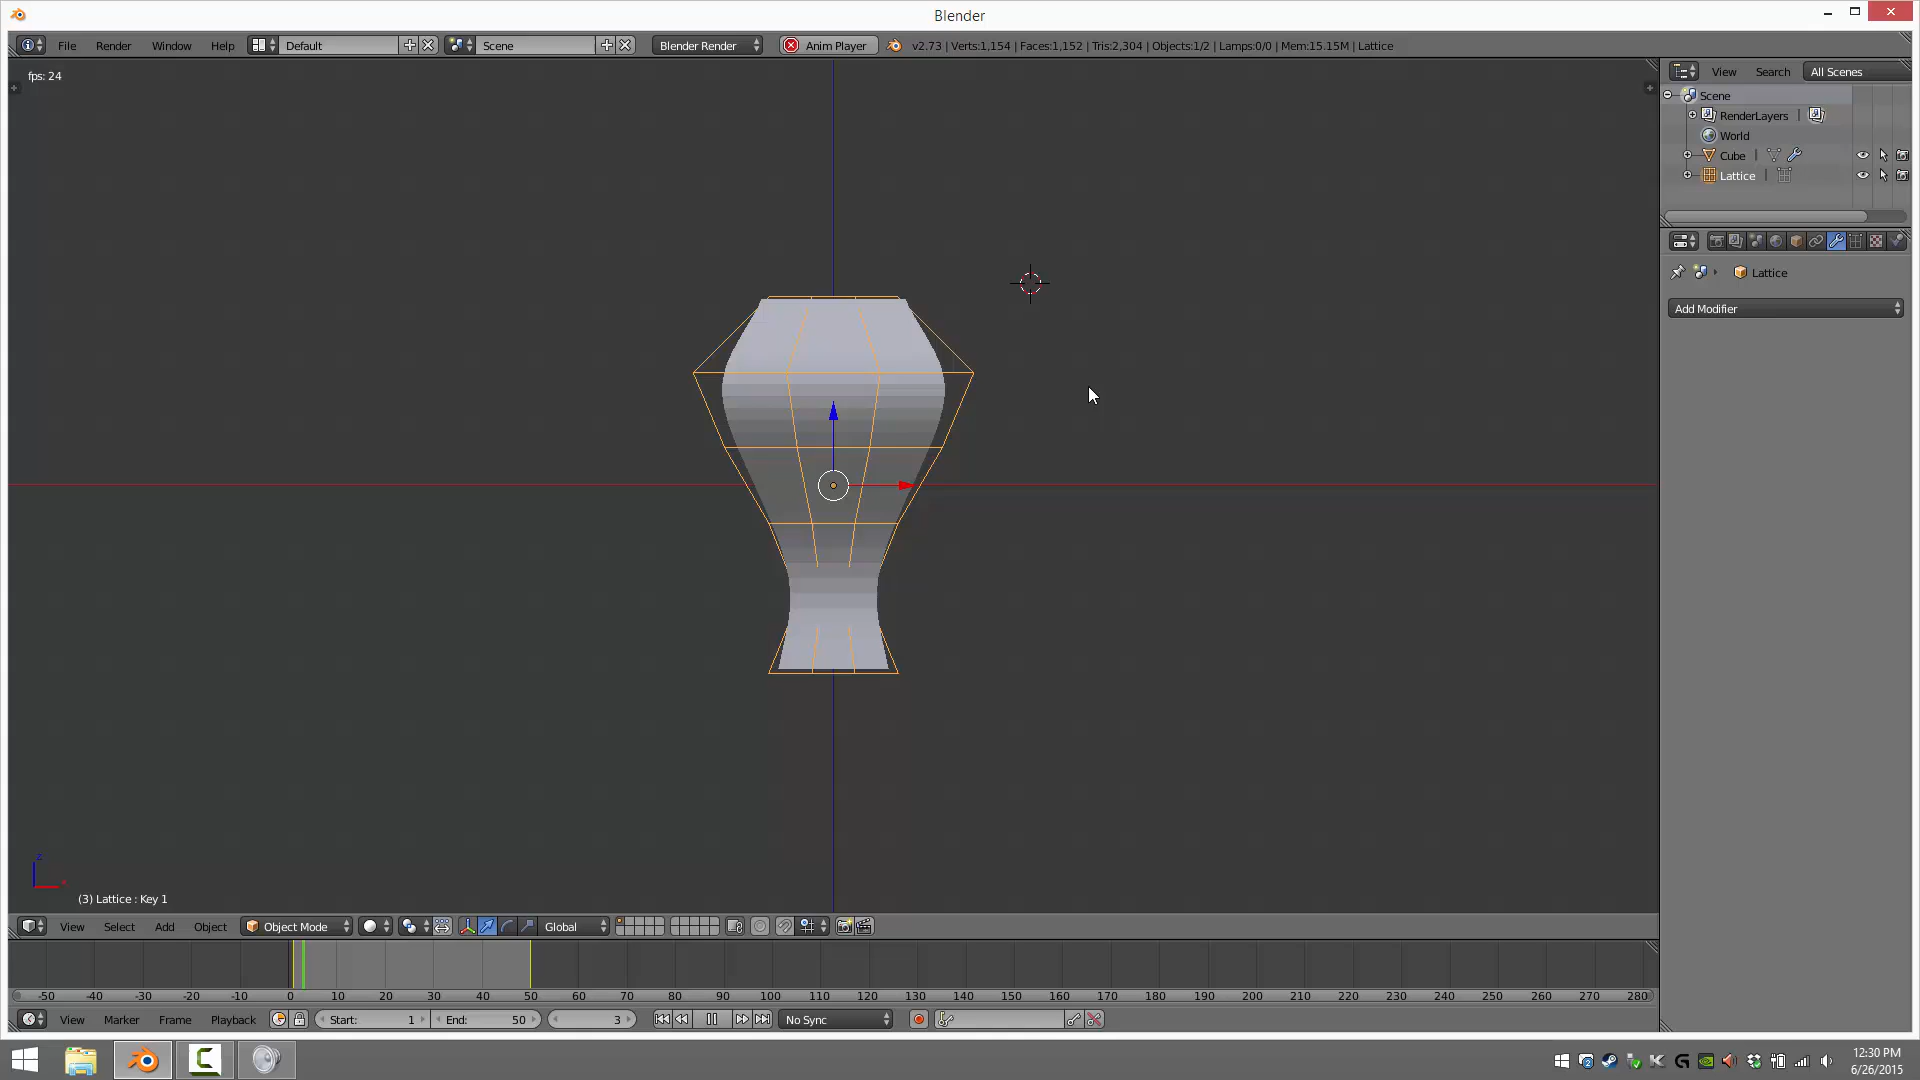 Blender
File Render Window Help Default Scene Blender Render Anim Player v2.73 | Verts:1,154 | Faces:1,152 | Tris:2,304 | Objects:1/2 | Lamps:0/0 | Mem:15.15M | Lattice
fps: 24
View Search All Scenes
Scene
RenderLayers |
World
Cube |
Lattice |
Lattice
Add Modifier
z
x
(3) Lattice : Key 1
View Select Add Object Object Mode Global
-50 -40 -30 -20 -10 0 10 20 30 40 50 60 70 80 90 100 110 120 130 140 150 160 170 180 190 200 210 220 230 240 250 260 270 280
View Marker Frame Playback Start: 1 End: 50 3 No Sync
12:30 PM
6/26/2015